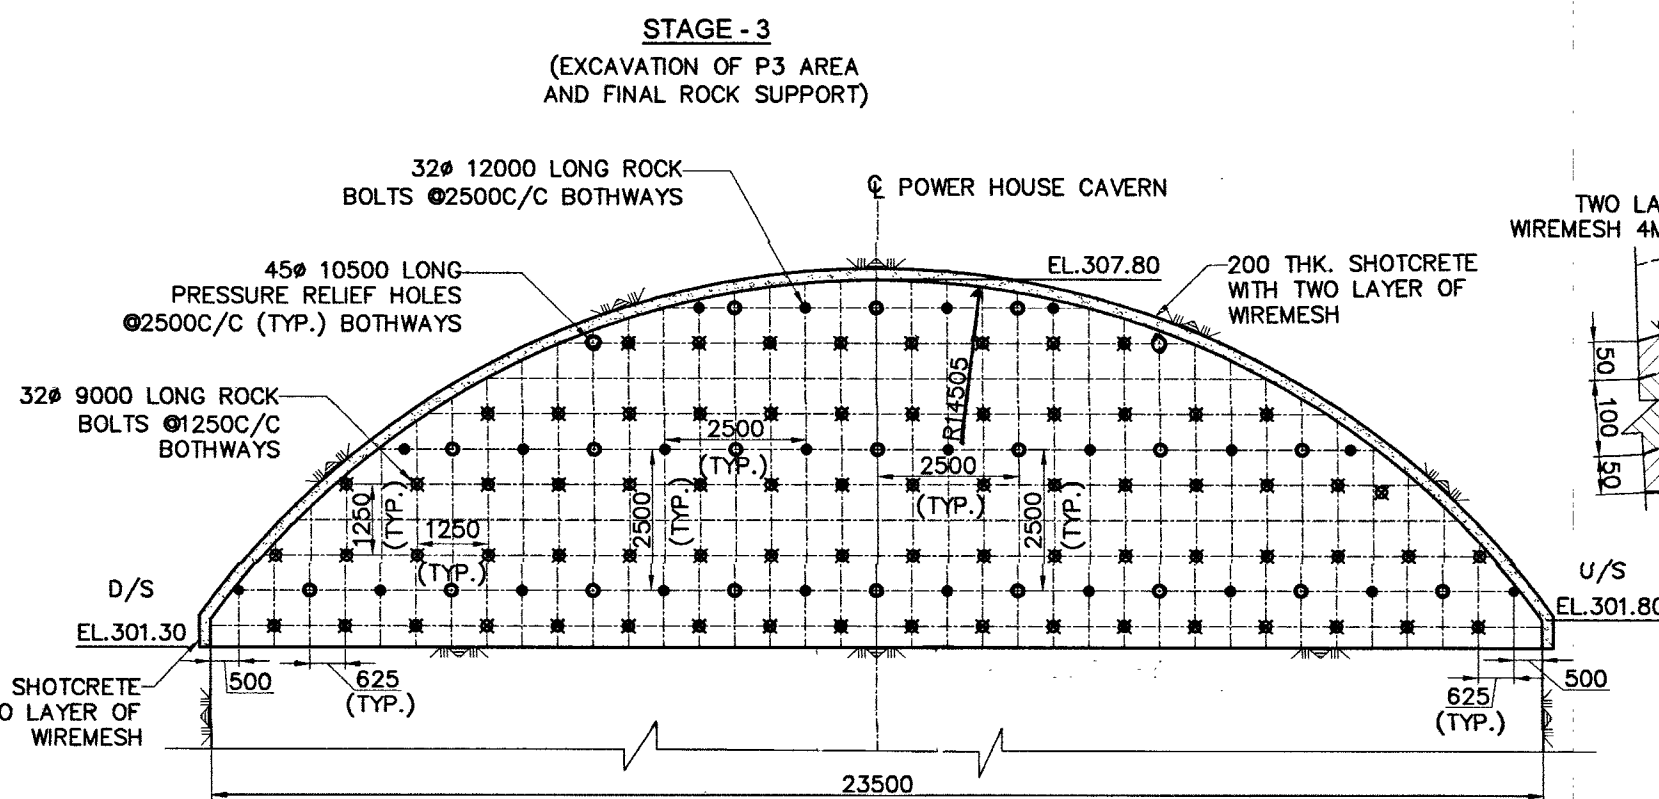 STAGE - 3
(EXCAVATION OF P3 AREA
AND FINAL ROCK SUPPORT)
32ø 12000 LONG ROCK
BOLTS @2500C/C BOTHWAYS
℄ POWER HOUSE CAVERN
TWO LA
WIREMESH 4M
45ø 10500 LONG
PRESSURE RELIEF HOLES
@2500C/C (TYP.) BOTHWAYS
EL.307.80
200 THK. SHOTCRETE
WITH TWO LAYER OF
WIREMESH
R14505
50
100
50
32ø 9000 LONG ROCK
BOLTS @1250C/C
BOTHWAYS
2500
(TYP.)
2500
(TYP.)
1250
(TYP.)
1250
(TYP.)
2500
(TYP.)
2500
(TYP.)
D/S
U/S
EL.301.30
EL.301.80
500
625
(TYP.)
625
(TYP.)
500
SHOTCRETE
O LAYER OF
WIREMESH
23500